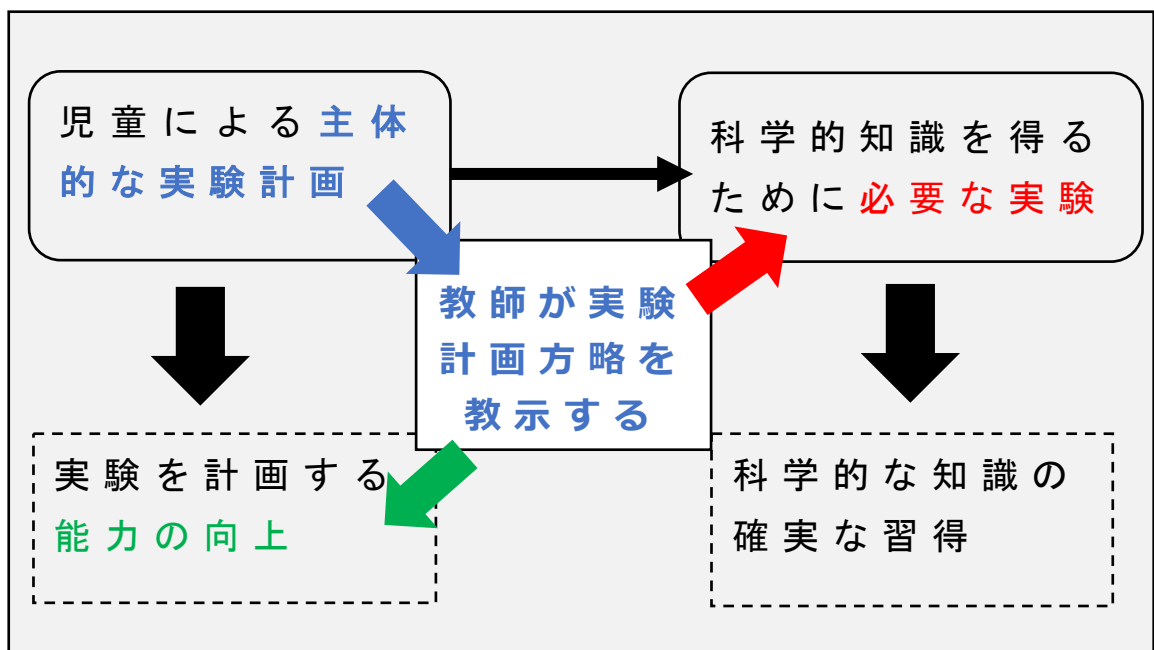 児童による主体
的な実験計画
科学的知識を得る
ために必要な実験
教師が実験
計画方略を
教示する
実験を計画する
能力の向上
科学的な知識の
確実な習得